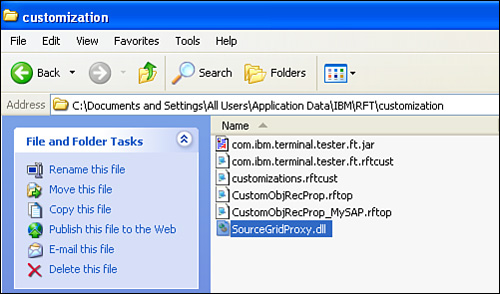 customization
File Edit View Favorites Tools Help
Back Search Folders
Address C:\Documents and Settings\All Users\Application Data\IBM\RFT\customization
File and Folder Tasks
Rename this file
Move this file
Copy this file
Publish this file to the Web
E-mail this file
Delete this file
Name
com.ibm.terminal.tester.ft.jar
com.ibm.terminal.tester.ft.rftcust
customizations.rftcust
CustomObjRecProp.rftop
CustomObjRecProp_MySAP.rftop
SourceGridProxy.dll